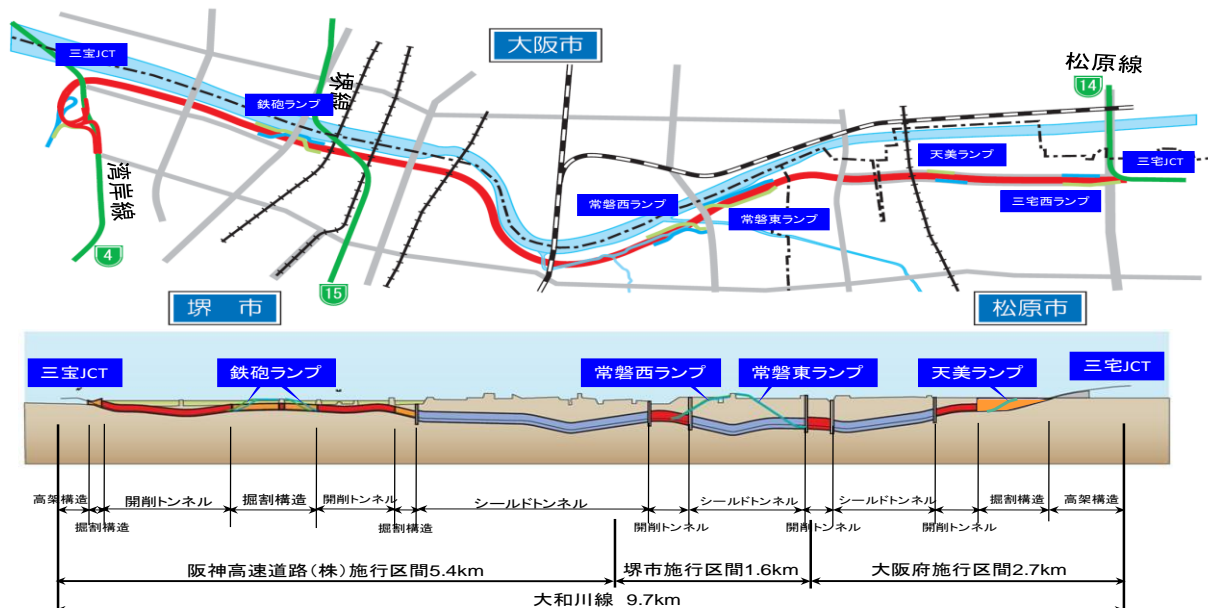 大阪市
松原線
14
三宝JCT
堺線
鉄砲ランプ
天美ランプ
三宅JCT
湾岸線
常磐西ランプ
常磐東ランプ
三宅西ランプ
4
15
堺 市
松原市
三宝JCT
鉄砲ランプ
常磐西ランプ
常磐東ランプ
天美ランプ
三宅JCT
高架構造
掘割構造
開削トンネル
掘割構造
開削トンネル
掘割構造
シールドトンネル
開削トンネル
シールドトンネル
開削トンネル
シールドトンネル
開削トンネル
掘割構造
高架構造
阪神高速道路(株)施行区間5.4km
堺市施行区間1.6km
大阪府施行区間2.7km
大和川線 9.7km